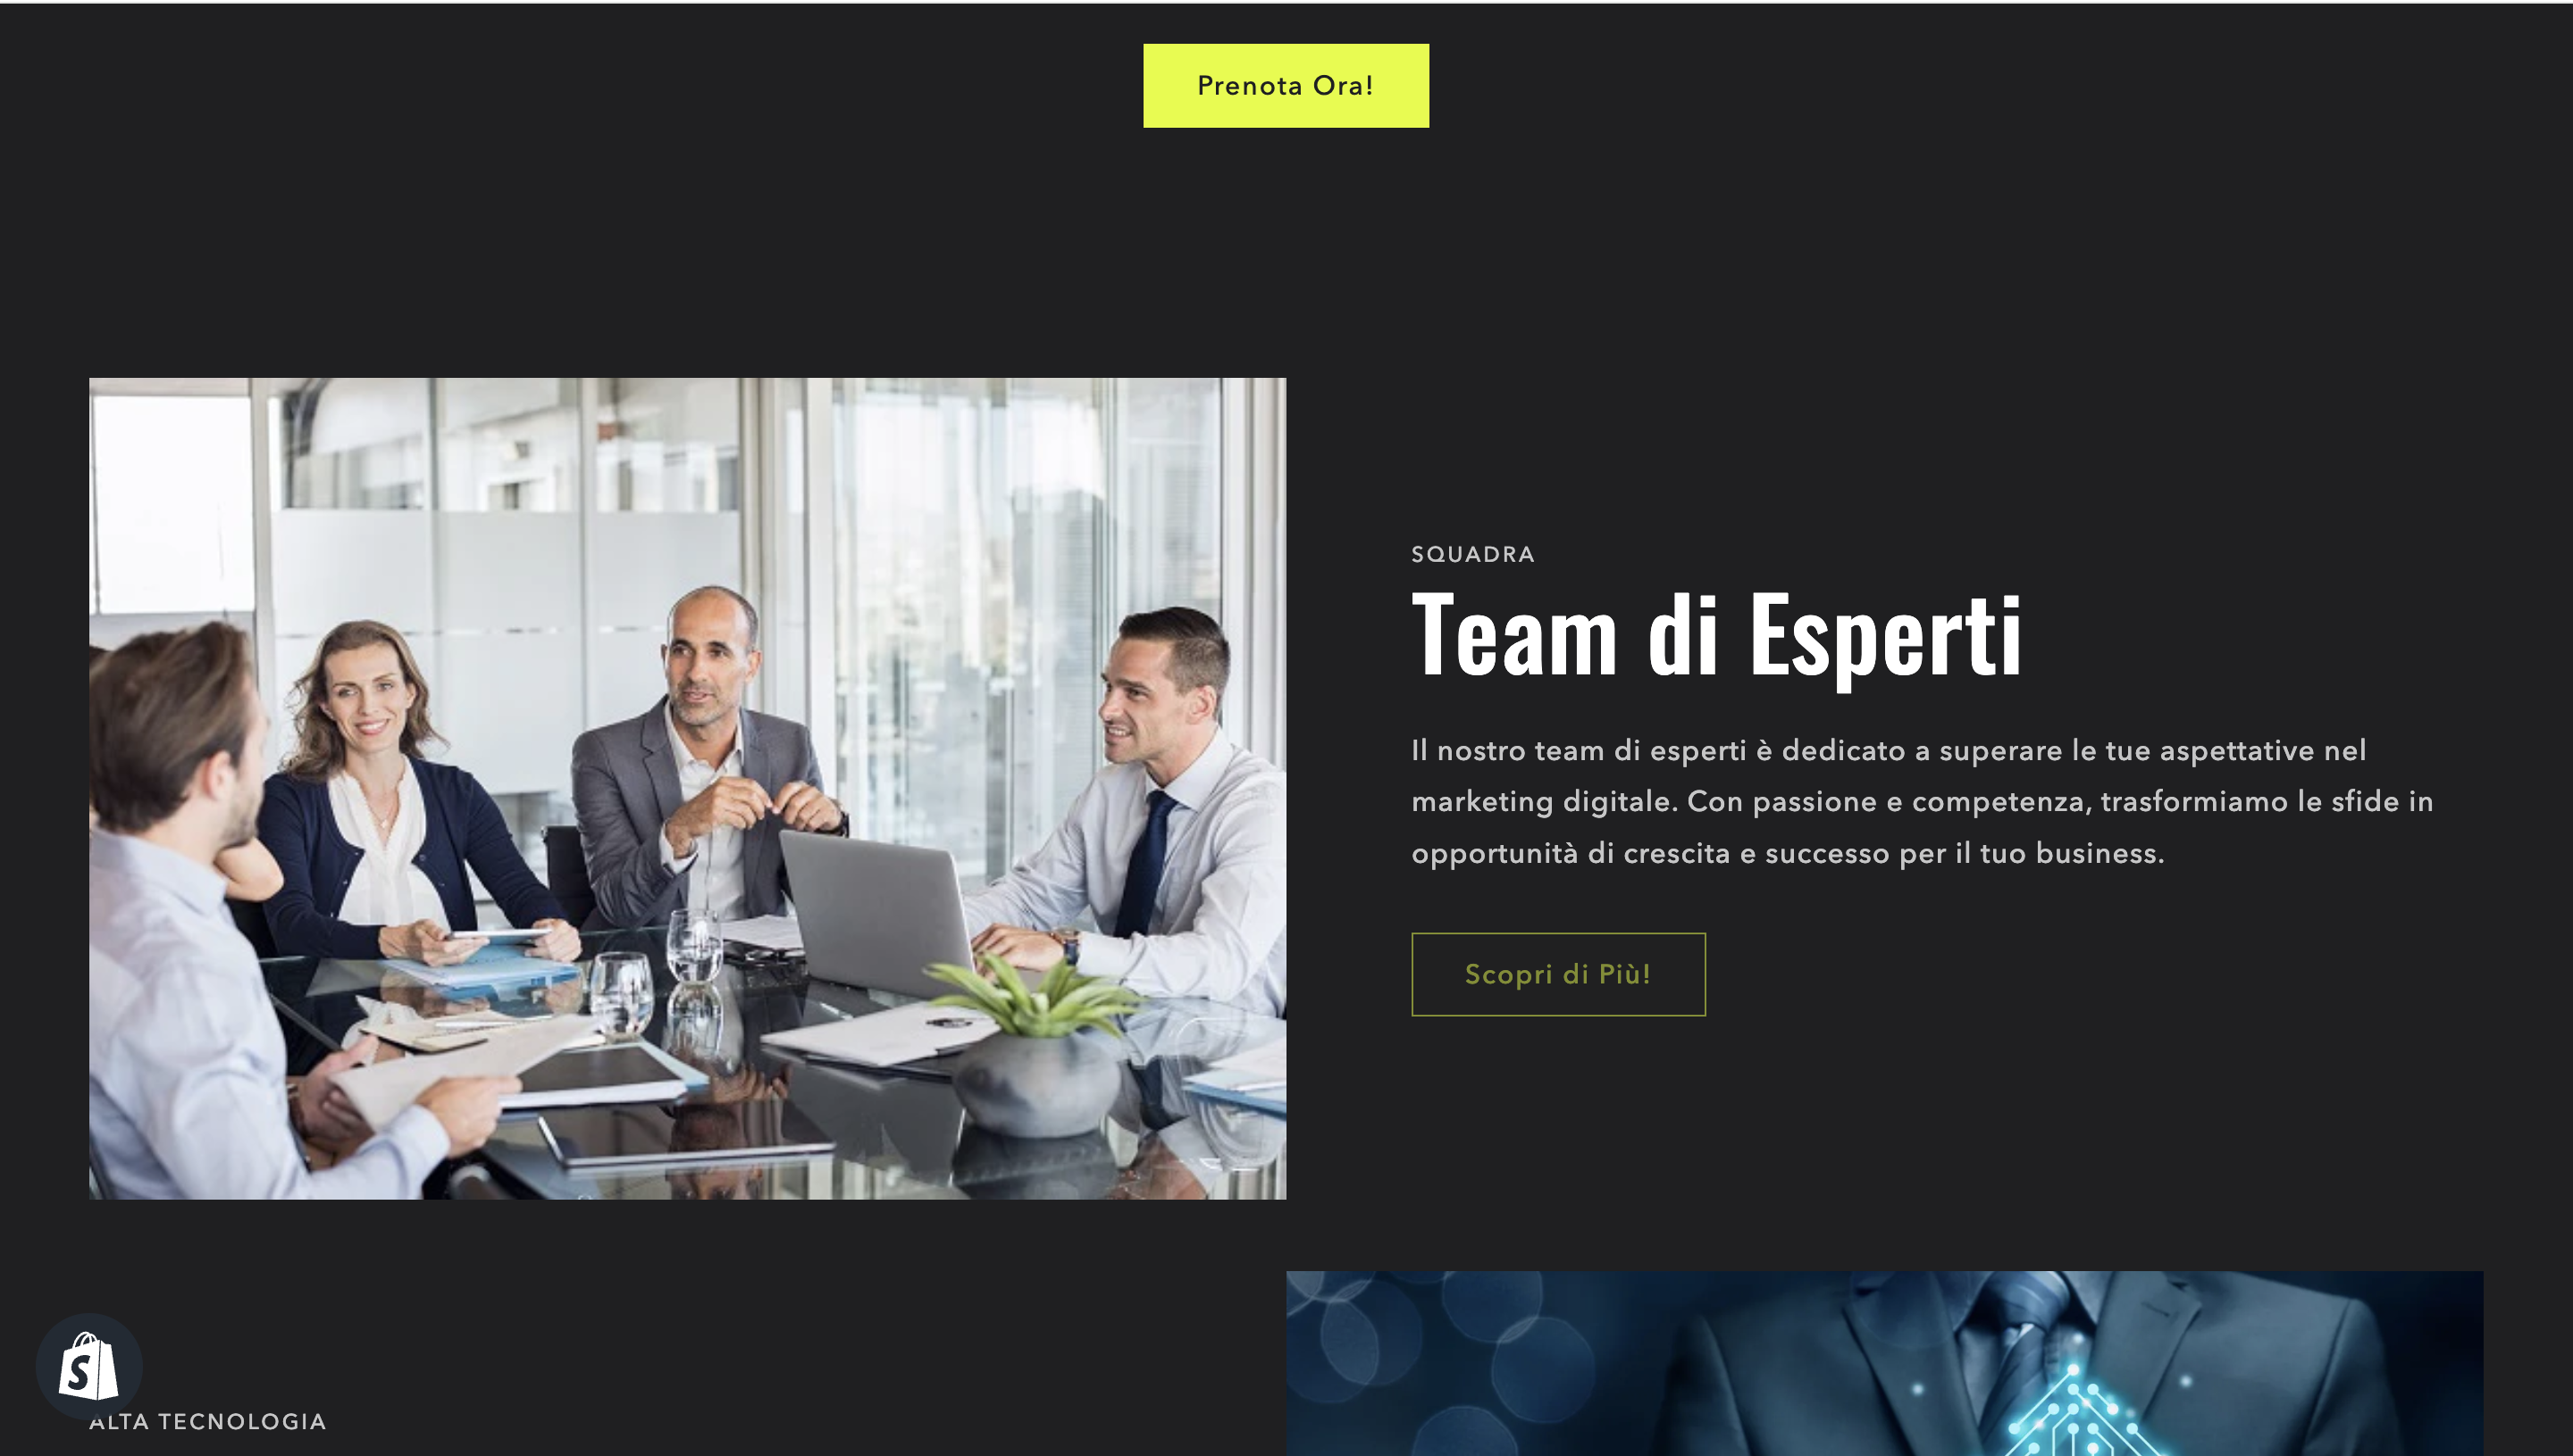 Prenota Ora!
SQUADRA
Team di Esperti
Il nostro team di esperti è dedicato a superare le tue aspettative nel
marketing digitale. Con passione e competenza, trasformiamo le sfide in
opportunità di crescita e successo per il tuo business.
Scopri di Più!
S
ALTA TECNOLOGIA